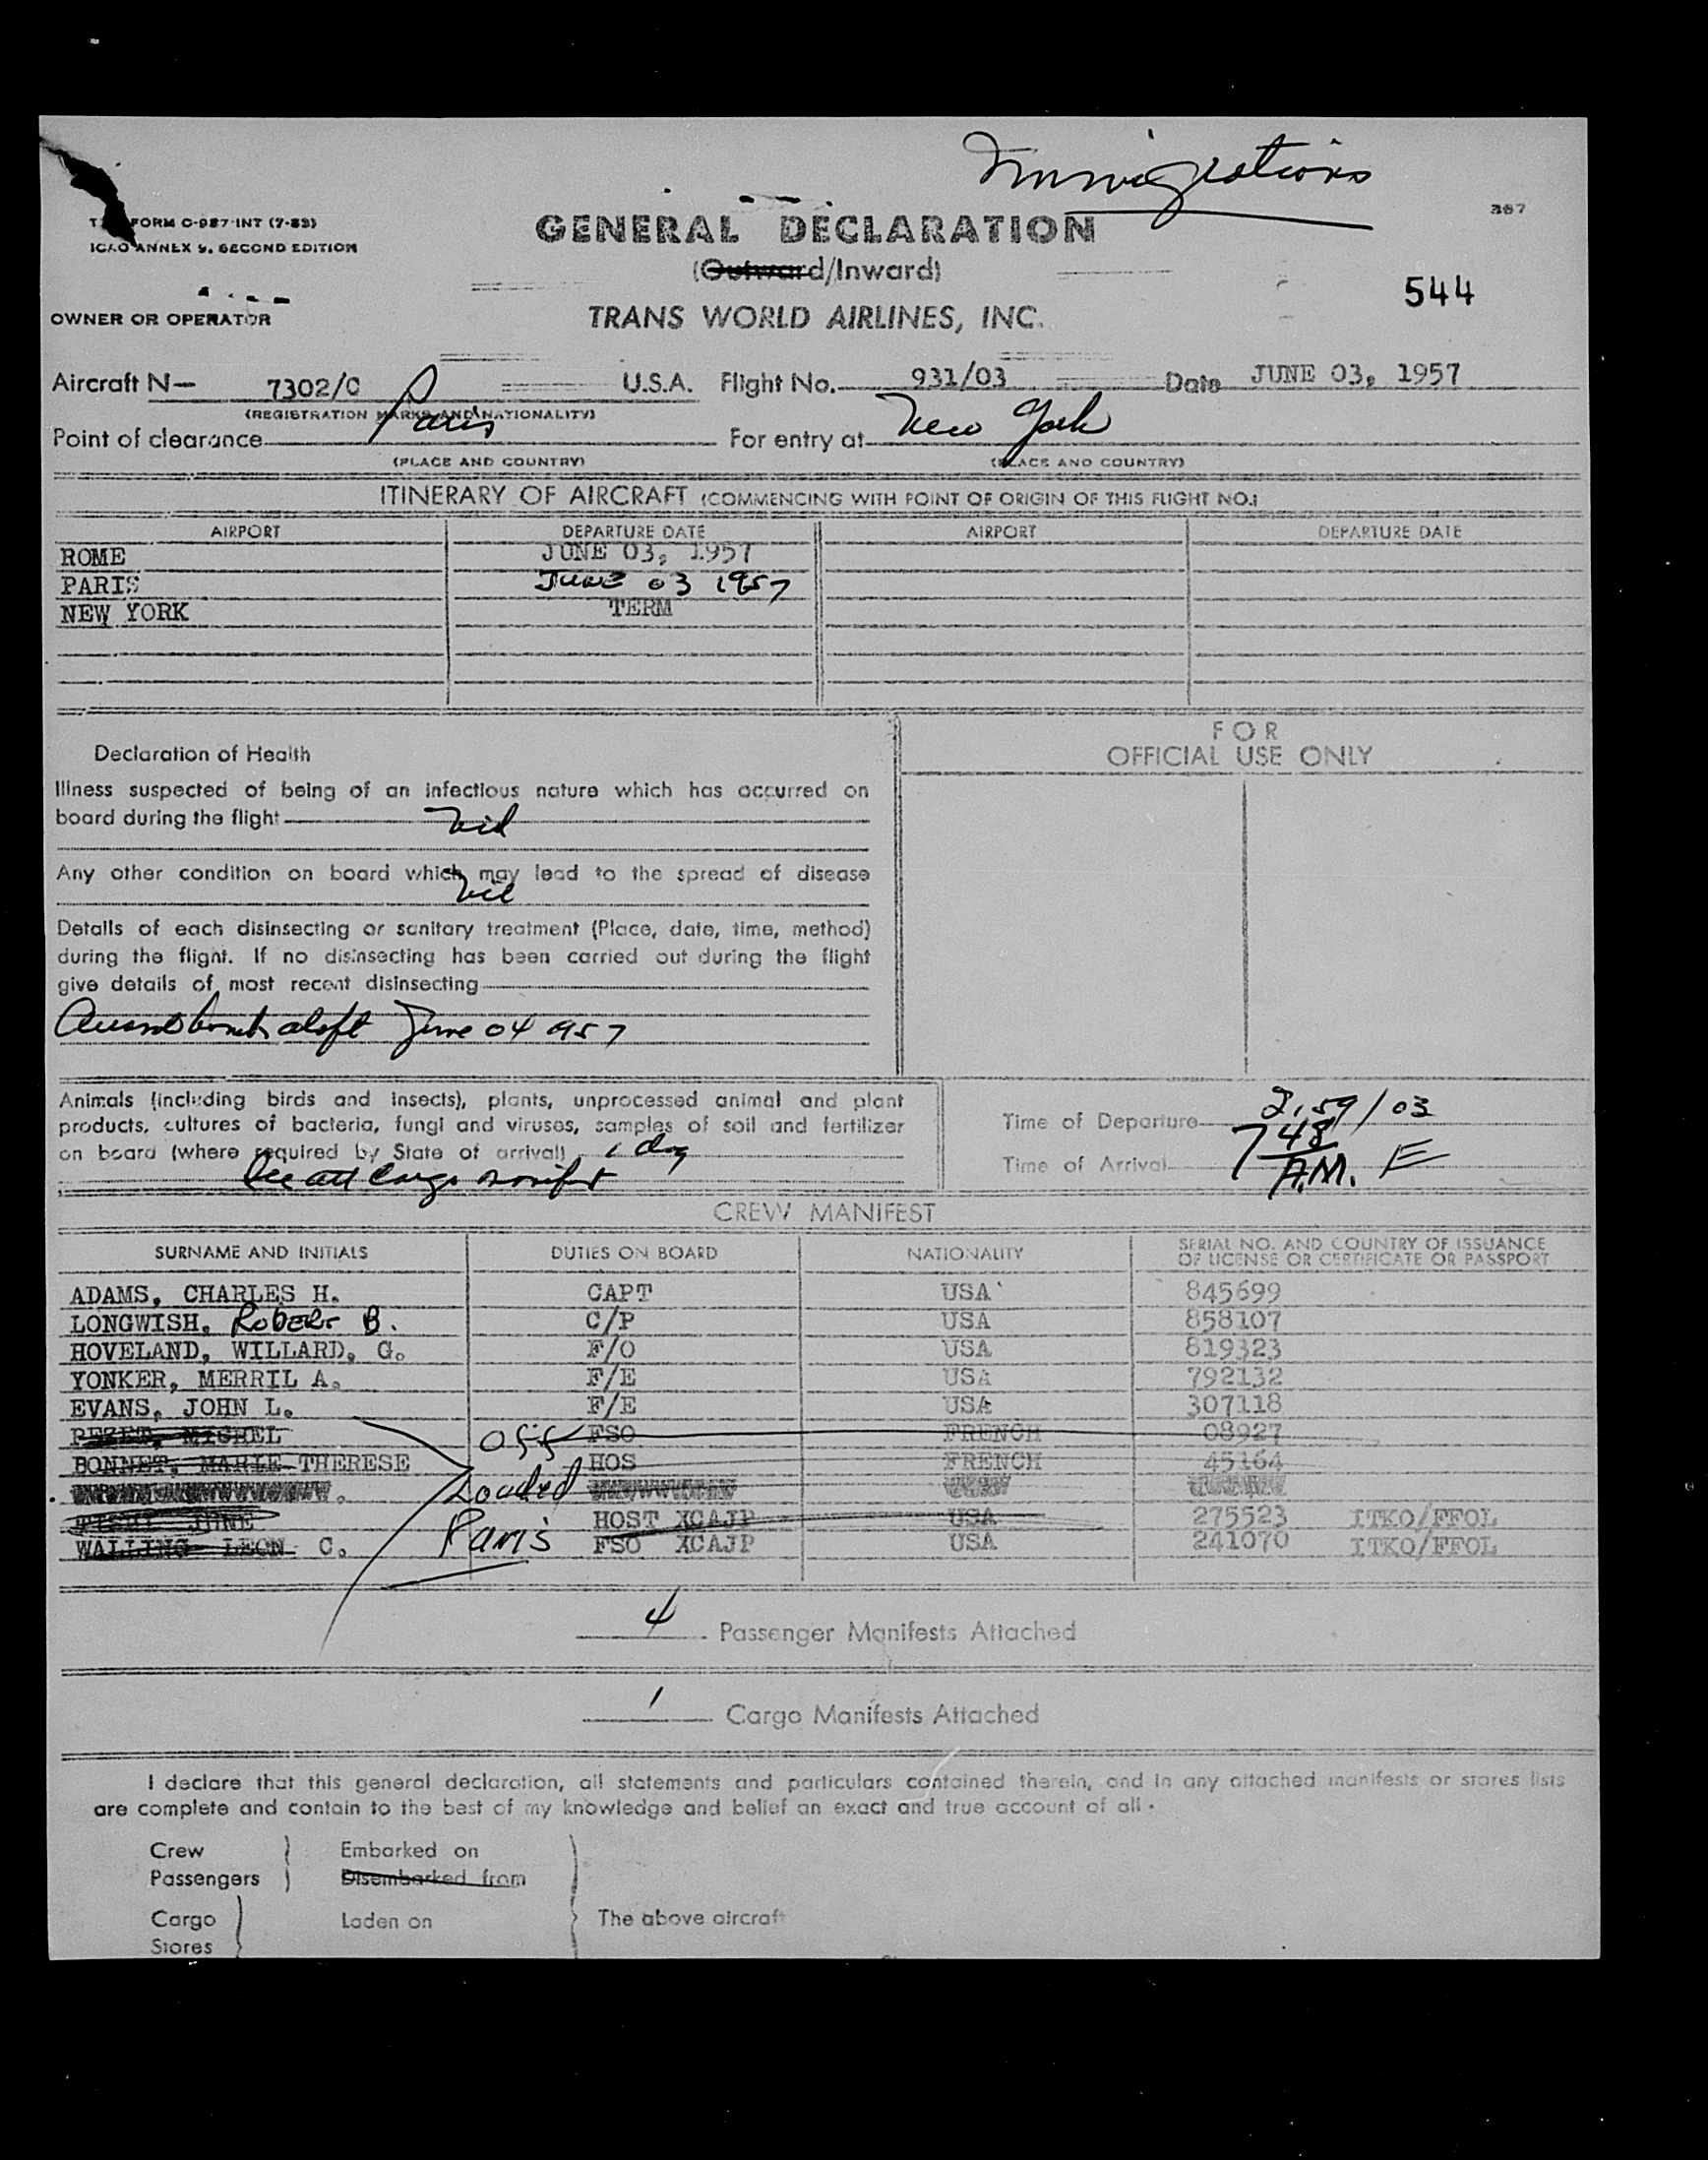 Immigrations
367
T FORM C-987-INT (7-53)
ICAO ANNEX 9, SECOND EDITION
GENERAL DECLARATION
(Outward/Inward)
544
OWNER OR OPERATOR
TRANS WORLD AIRLINES, INC.
Aircraft N— 7302/C U.S.A. Flight No. 931/03 Date JUNE 03, 1957
(REGISTRATION MARKS AND NATIONALITY)
Point of clearance Paris For entry at New York
(PLACE AND COUNTRY) (PLACE AND COUNTRY)
ITINERARY OF AIRCRAFT (COMMENCING WITH POINT OF ORIGIN OF THIS FLIGHT NO.)
AIRPORT DEPARTURE DATE AIRPORT DEPARTURE DATE
ROME JUNE 03, 1957
PARIS JUNE 03 1957
NEW YORK TERM
FOR
OFFICIAL USE ONLY
Declaration of Health
Illness suspected of being of an infectious nature which has occurred on
board during the flight Nil
Any other condition on board which may lead to the spread of disease
Nil
Details of each disinsecting or sanitary treatment (Place, date, time, method)
during the flight. If no disinsecting has been carried out during the flight
give details of most recent disinsecting
aloft June 04 957
Animals (including birds and insects), plants, unprocessed animal and plant
products, cultures of bacteria, fungi and viruses, samples of soil and fertilizer
on board (where required by State of arrival) 1 dog
See att Cargo manifest
Time of Departure 2:59/03
Time of Arrival 7 48 A.M. E
CREW MANIFEST
SURNAME AND INITIALS DUTIES ON BOARD NATIONALITY SERIAL NO. AND COUNTRY OF ISSUANCE
OF LICENSE OR CERTIFICATE OR PASSPORT
ADAMS, CHARLES H. CAPT USA 845699
LONGWISH, ROBERT B. C/P USA 858107
HOVELAND, WILLARD, G. F/O USA 819323
YONKER, MERRIL A. F/E USA 792132
EVANS, JOHN L. F/E USA 307118
MICHEL off FSO FRENCH 08927
BONNET, MARIE THERESE HOS FRENCH 45164
Loaded
JUNE HOST XCAJP USA 275523 ITKO/FFOL
WALLING LEON C. Paris FSO XCAJP USA 241070 ITKO/FFOL
4 Passenger Manifests Attached
1 Cargo Manifests Attached
I declare that this general declaration, all statements and particulars contained therein, and in any attached manifests or stores lists
are complete and contain to the best of my knowledge and belief an exact and true account of all.
Crew Embarked on
Passengers Disembarked from
Cargo Laden on The above aircraft
Stores